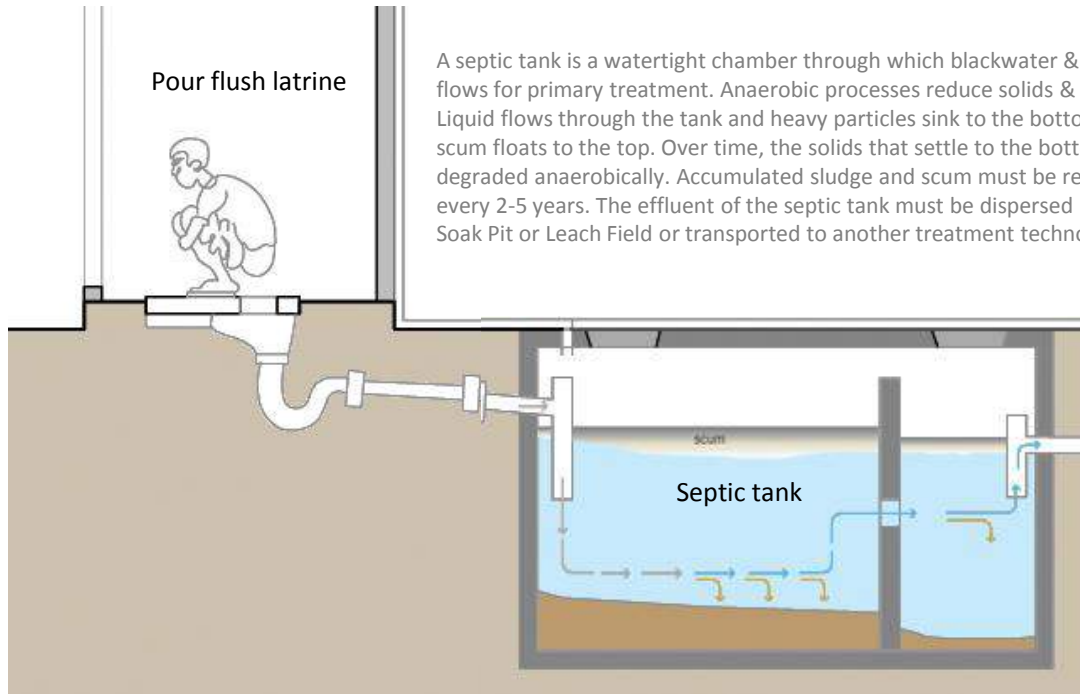 Pour flush latrine
A septic tank is a watertight chamber through which blackwater &
flows for primary treatment. Anaerobic processes reduce solids &
Liquid flows through the tank and heavy particles sink to the botto
scum floats to the top. Over time, the solids that settle to the bott
degraded anaerobically. Accumulated sludge and scum must be re
every 2-5 years. The effluent of the septic tank must be dispersed
Soak Pit or Leach Field or transported to another treatment techno
scum
Septic tank